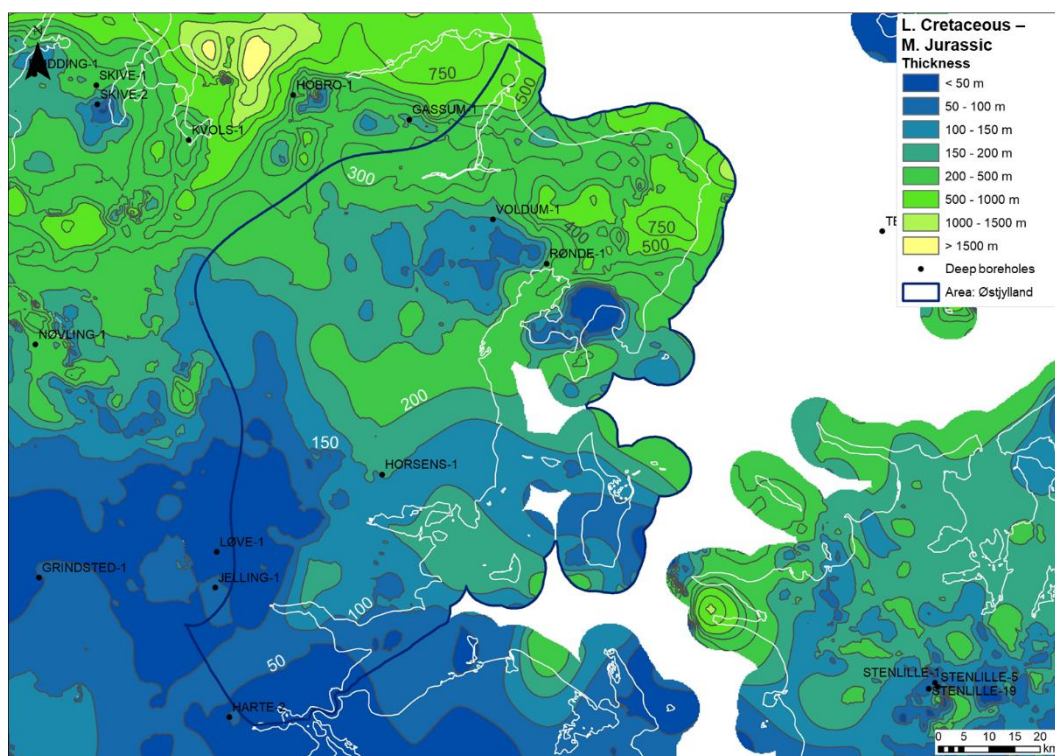 L. Cretaceous –
M. Jurassic
Thickness
< 50 m
50 - 100 m
100 - 150 m
150 - 200 m
200 - 500 m
500 - 1000 m
1000 - 1500 m
> 1500 m
Deep boreholes
Area: Østjylland
N
SKIVE-1
SKIVE-2
HOBRO-1
750
500
GASSUM-1
KVOLS-1
300
VOLDUM-1
400
750
500
RØNDE-1
NØVLING-1
200
150
HORSENS-1
LØVE-1
GRINDSTED-1
JELLING-1
100
50
HARTE-2
STENLILLE-1
STENLILLE-5
STENLILLE-19
0 5 10 15 20
km